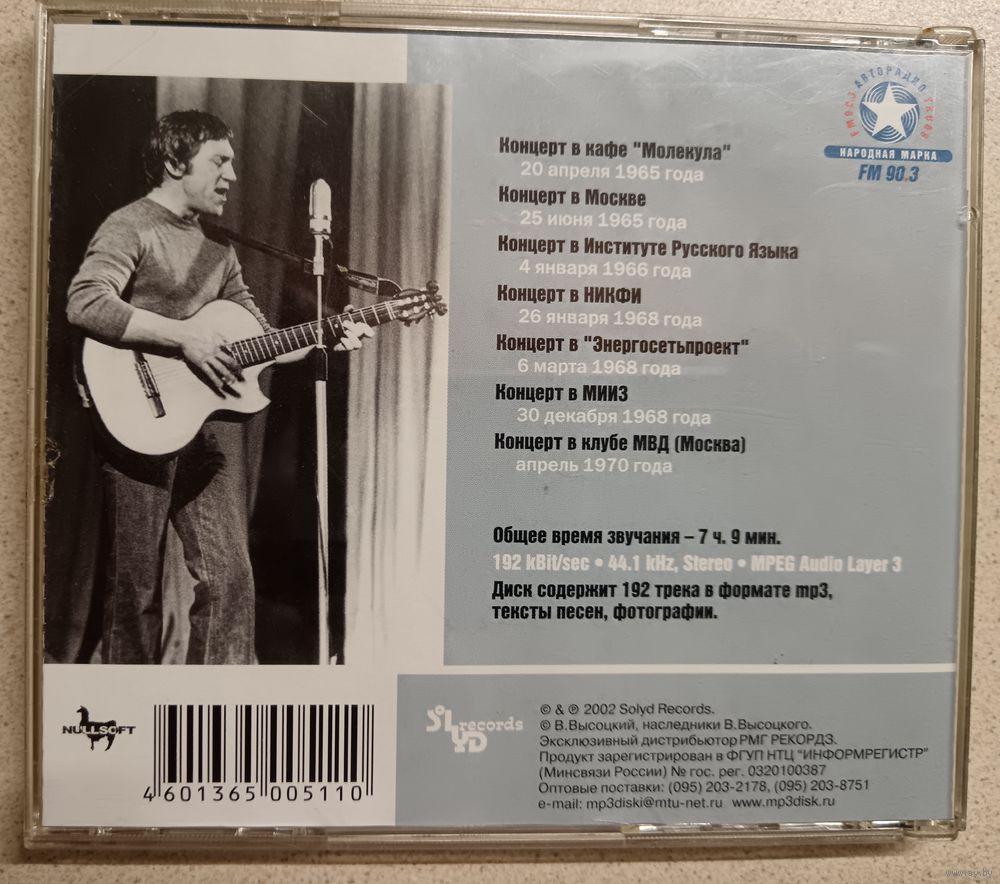 Концерт в кафе "Молекула"
20 апреля 1965 года
Концерт в Москве
25 июня 1965 года
Концерт в Институте Русского Языка
4 января 1966 года
Концерт в НИКФИ
26 января 1968 года
Концерт в "Энергосетьпроект"
6 марта 1968 года
Концерт в МИИЗ
30 декабря 1968 года
Концерт в клубе МВД (Москва)
апрель 1970 года
АВТОРАДИО
НАРОДНАЯ МАРКА
FM 90.3
Общее время звучания – 7 ч. 9 мин.
192 kBit/sec • 44.1 kHz, Stereo • MPEG Audio Layer 3
Диск содержит 192 трека в формате mp3,
тексты песен, фотографии.
NULLSOFT
4 601365 005110
SoLYD records
© & ℗ 2002 Solyd Records.
© В.Высоцкий, наследники В.Высоцкого.
Эксклюзивный дистрибьютор РМГ РЕКОРДЗ.
Продукт зарегистрирован в ФГУП НТЦ "ИНФОРМРЕГИСТР"
(Минсвязи России) № гос. рег. 0320100387
Оптовые поставки: (095) 203-2178, (095) 203-8751
e-mail: mp3diski@mtu-net.ru www.mp3disk.ru